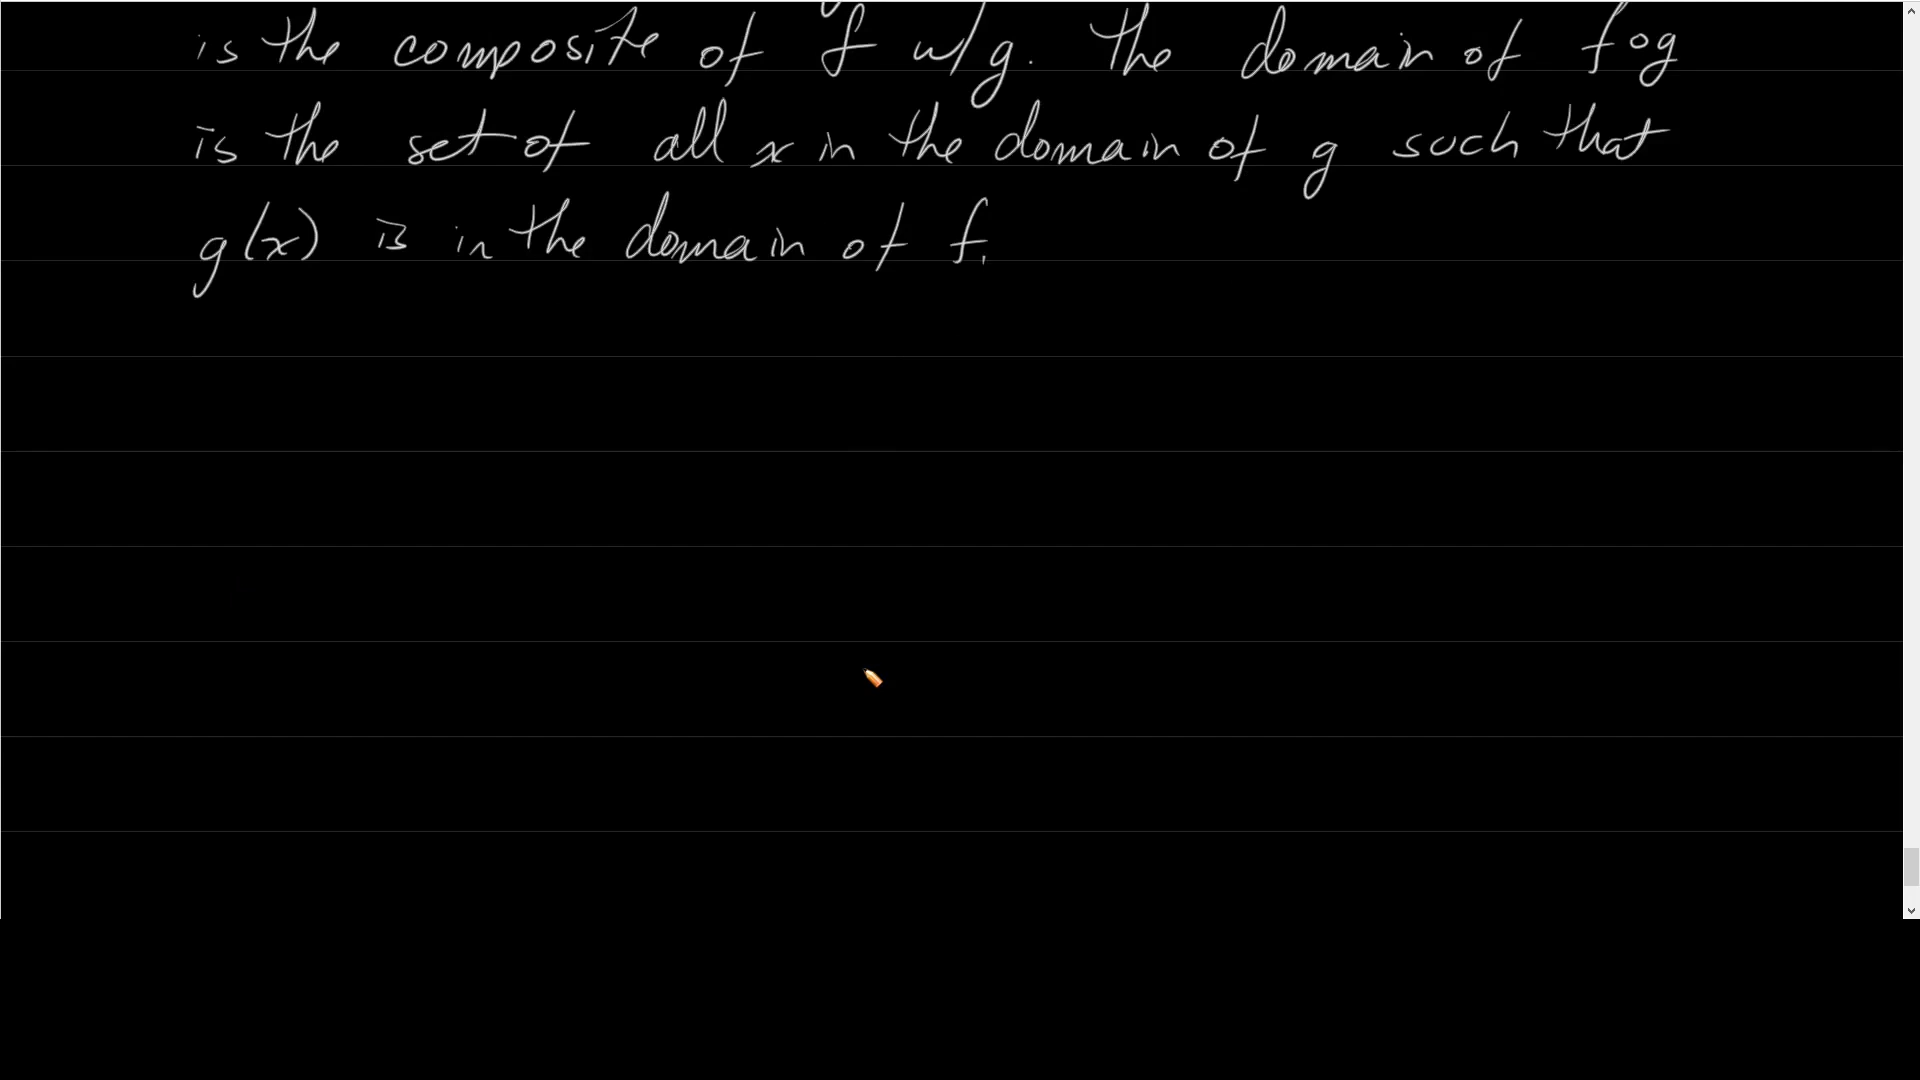 is the composite of f w/ g. The domain of f∘g
is the set of all x in the domain of g such that
g(x) is in the domain of f.